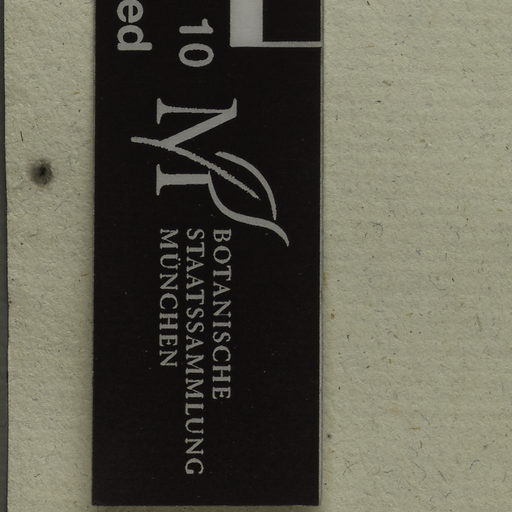 10
ed
M
BOTANISCHE
STAATSSAMMLUNG
MÜNCHEN